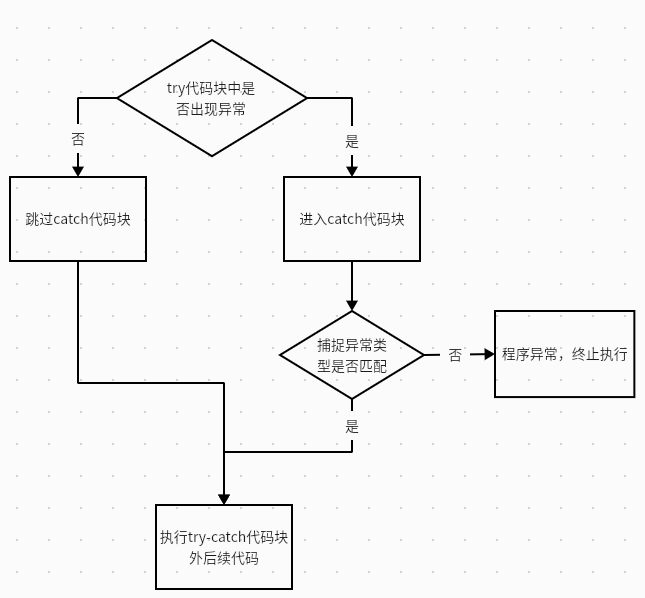 try代码块中是
否出现异常
否
是
跳过catch代码块
进入catch代码块
捕捉异常类
型是否匹配
否
程序异常，终止执行
是
执行try-catch代码块
外后续代码